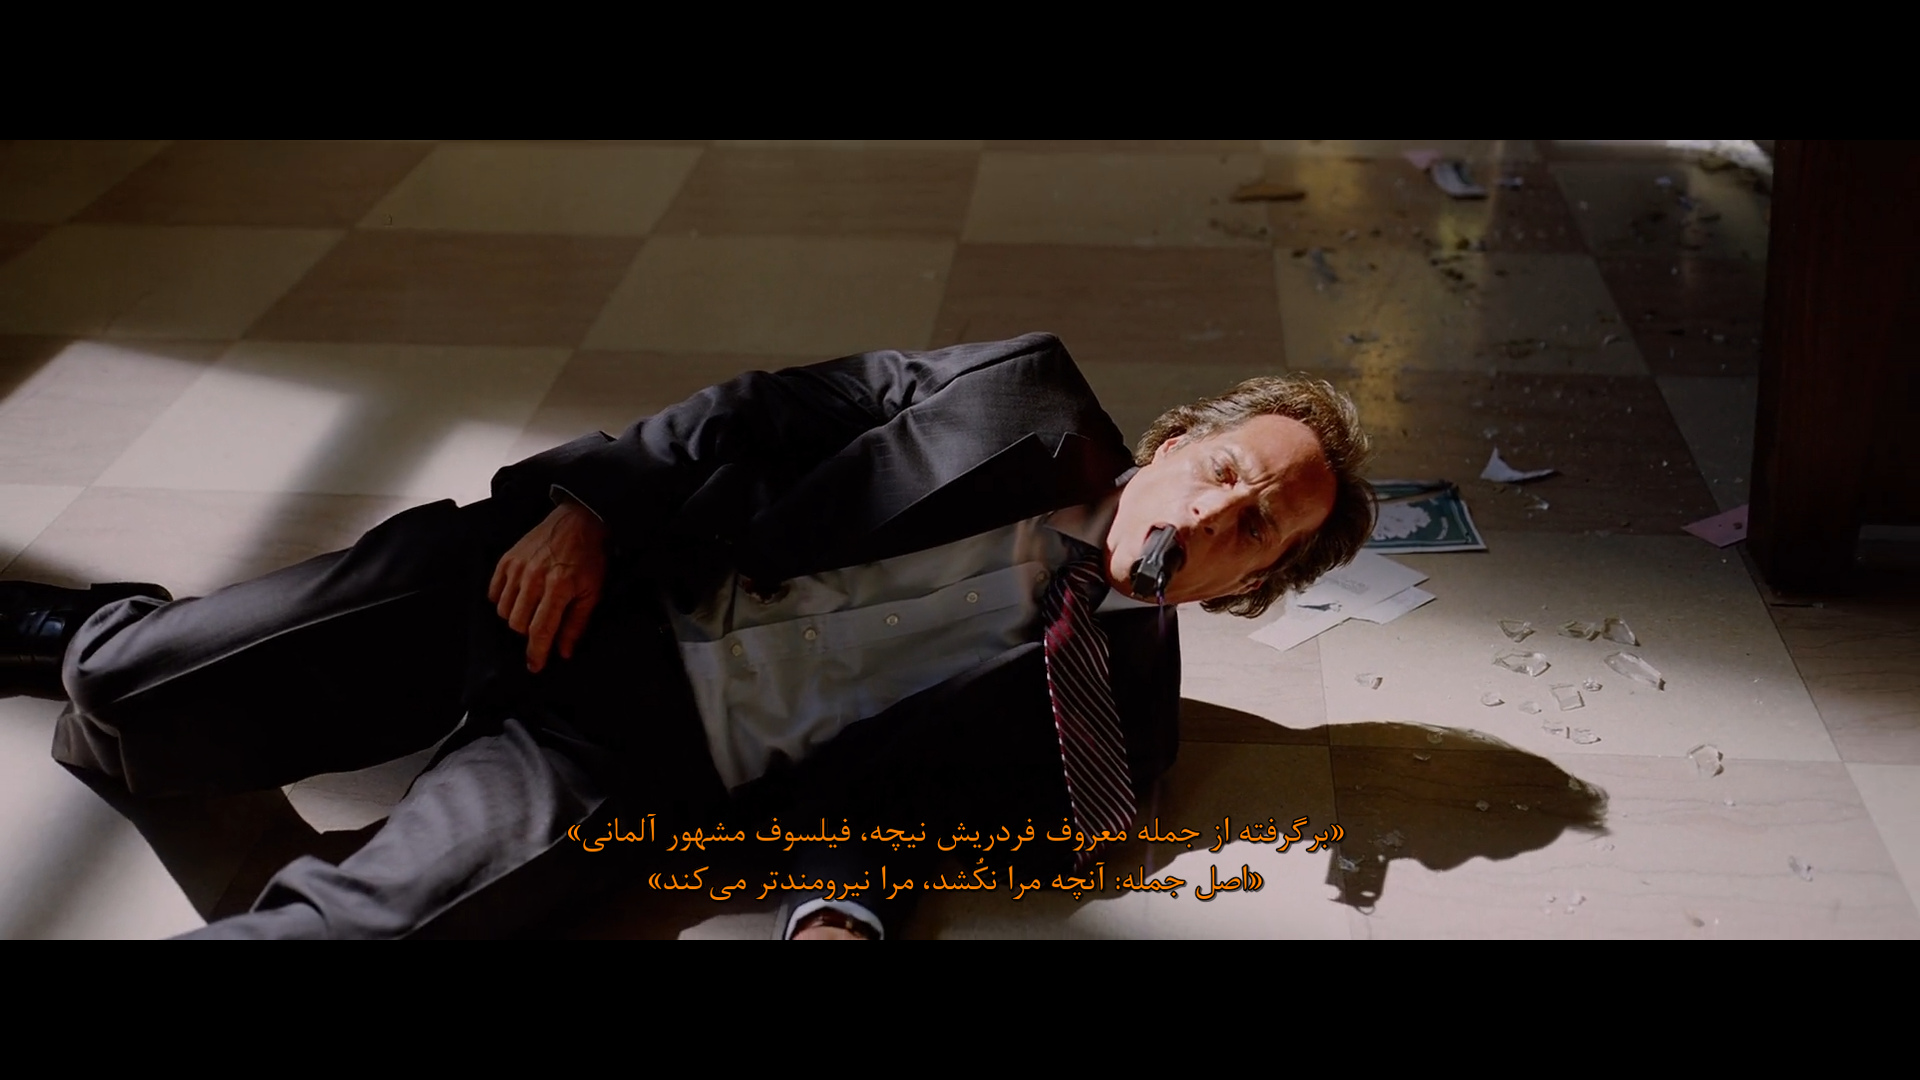 «برگرفته از جمله معروف فردریش نیچه، فیلسوف مشهور آلمانی»
«اصل جمله: آنچه مرا نکُشد، مرا نیرومندتر می‌کند»